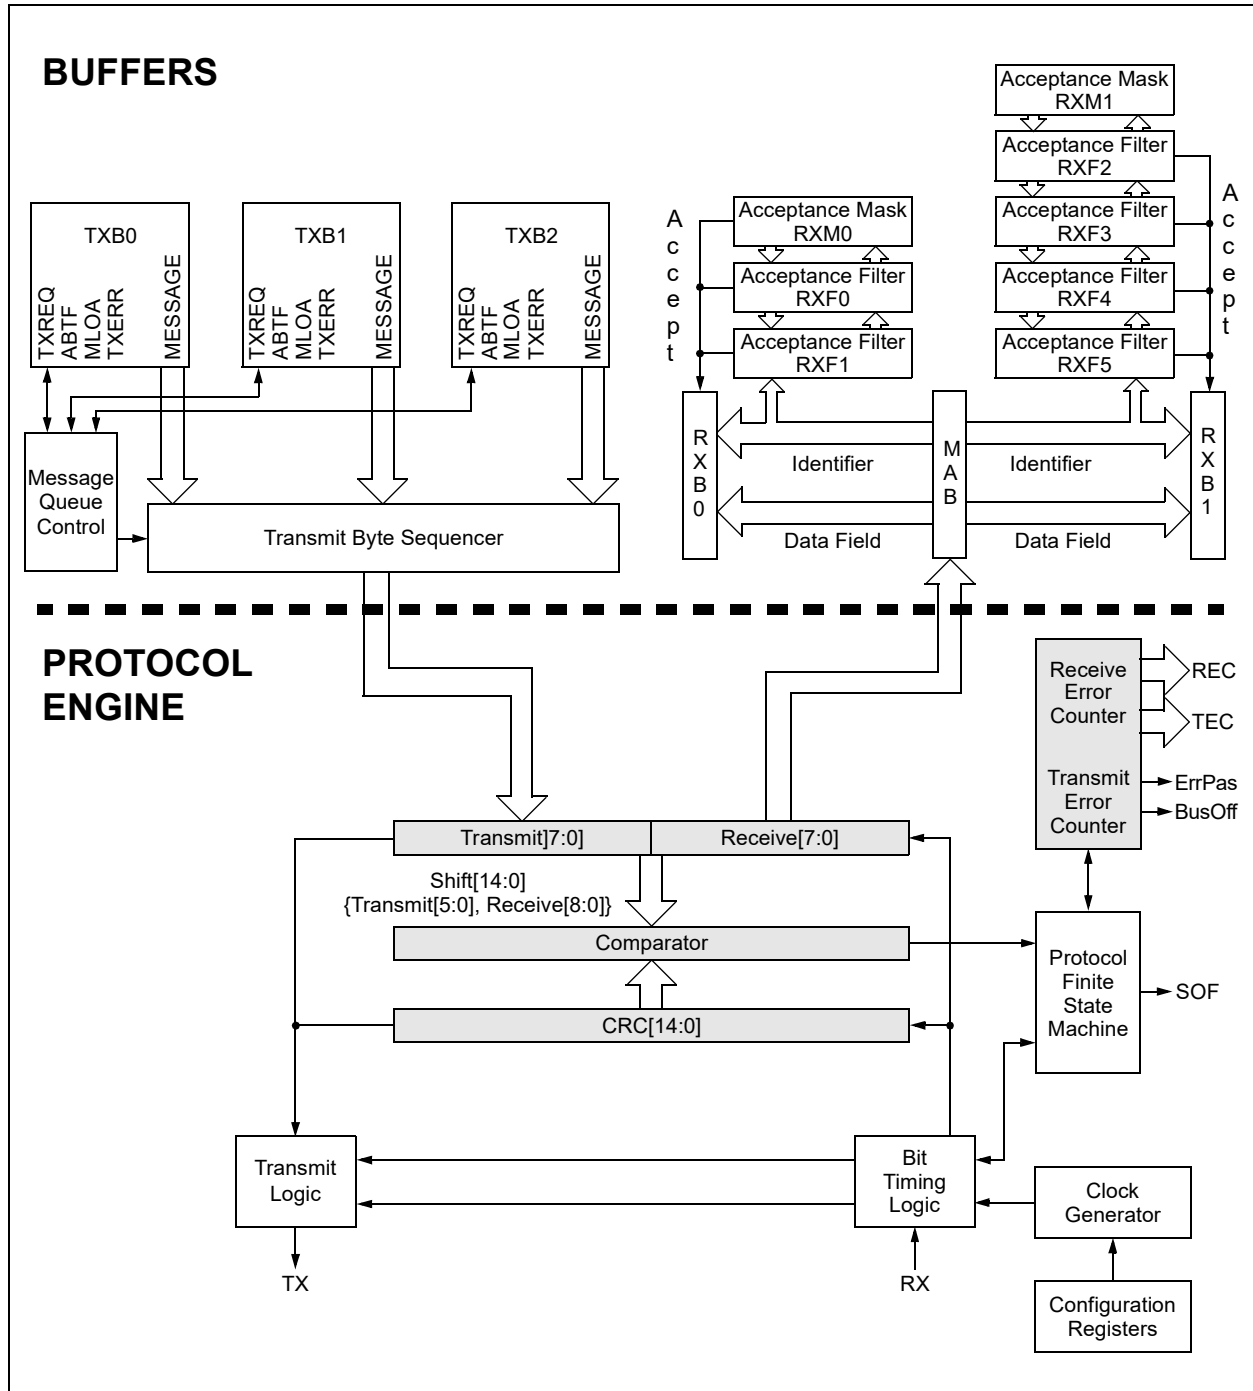 BUFFERS
Acceptance Mask
RXM1
Acceptance Filter
RXF2
Acceptance Filter
RXF3
Acceptance Filter
RXF4
Acceptance Filter
RXF5
Accept
Accept
Acceptance Mask
RXM0
Acceptance Filter
RXF0
Acceptance Filter
RXF1
TXB0
TXREQ
ABTF
MLOA
TXERR
MESSAGE
TXB1
TXREQ
ABTF
MLOA
TXERR
MESSAGE
TXB2
TXREQ
ABTF
MLOA
TXERR
MESSAGE
Message
Queue
Control
Transmit Byte Sequencer
RXB0
Identifier
Data Field
MAB
Identifier
Data Field
RXB1
PROTOCOL
ENGINE
Receive
Error
Counter
Transmit
Error
Counter
REC
TEC
ErrPas
BusOff
Transmit]7:0]
Receive[7:0]
Shift[14:0]
{Transmit[5:0], Receive[8:0]}
Comparator
CRC[14:0]
Protocol
Finite
State
Machine
SOF
Transmit
Logic
Bit
Timing
Logic
Clock
Generator
TX
RX
Configuration
Registers